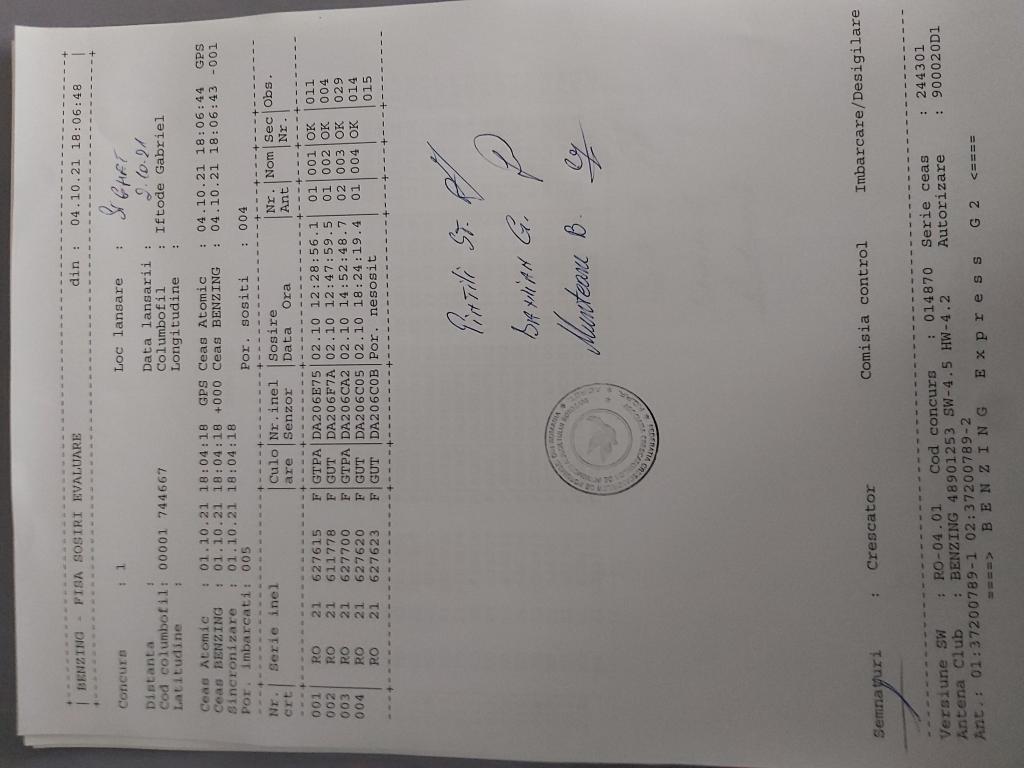 BENZING - FISA SOSIRI EVALUARE din : 04.10.21 18:06:48
Concurs : 1 Loc lansare : SIGHET
Distanta : Data lansarii : 2.10.21
Cod columbofil: 00001 744667 Columbofil : Iftode Gabriel
Latitudine : Longitudine :
Ceas Atomic : 01.10.21 18:04:18 GPS Ceas Atomic : 04.10.21 18:06:44 GPS
Ceas BENZING : 01.10.21 18:04:18 +000 Ceas BENZING : 04.10.21 18:06:43 -001
Sincronizare : 01.10.21 18:04:18
Por. imbarcati: 005 Por. sositi : 004
Nr. | Serie inel | Culo | Nr.inel | Sosire | Nr. | Nom | Sec | Obs.
crt | | are | Senzor | Data Ora | Ant | | Nr. |
001 | RO 21 627615 F | GTPA | DA206E75 | 02.10 12:28:56.1 | 01 | 001 | OK | 011
002 | RO 21 611778 F | GUT | DA206F7A | 02.10 12:47:59.5 | 01 | 002 | OK | 004
003 | RO 21 627700 F | GTPA | DA206CA2 | 02.10 14:52:48.7 | 02 | 003 | OK | 029
004 | RO 21 627620 F | GUT | DA206C05 | 02.10 18:24:19.4 | 01 | 004 | OK | 014
RO 21 627623 F | GUT | DA206C0B | Por. nesosit | 015
St.
G.
Munteanu B.
Semnaturi : Crescator Comisia control Imbarcare/Desigilare
Versiune SW : RO-04.01 Cod concurs : 014870 Serie ceas : 244301
Antena Club : BENZING 48901253 SW-4.5 HW-4.2 Autorizare : 900020D1
Ant.: 01:37200789-1 02:37200789-2
====> B E N Z I N G E x p r e s s G 2 <====